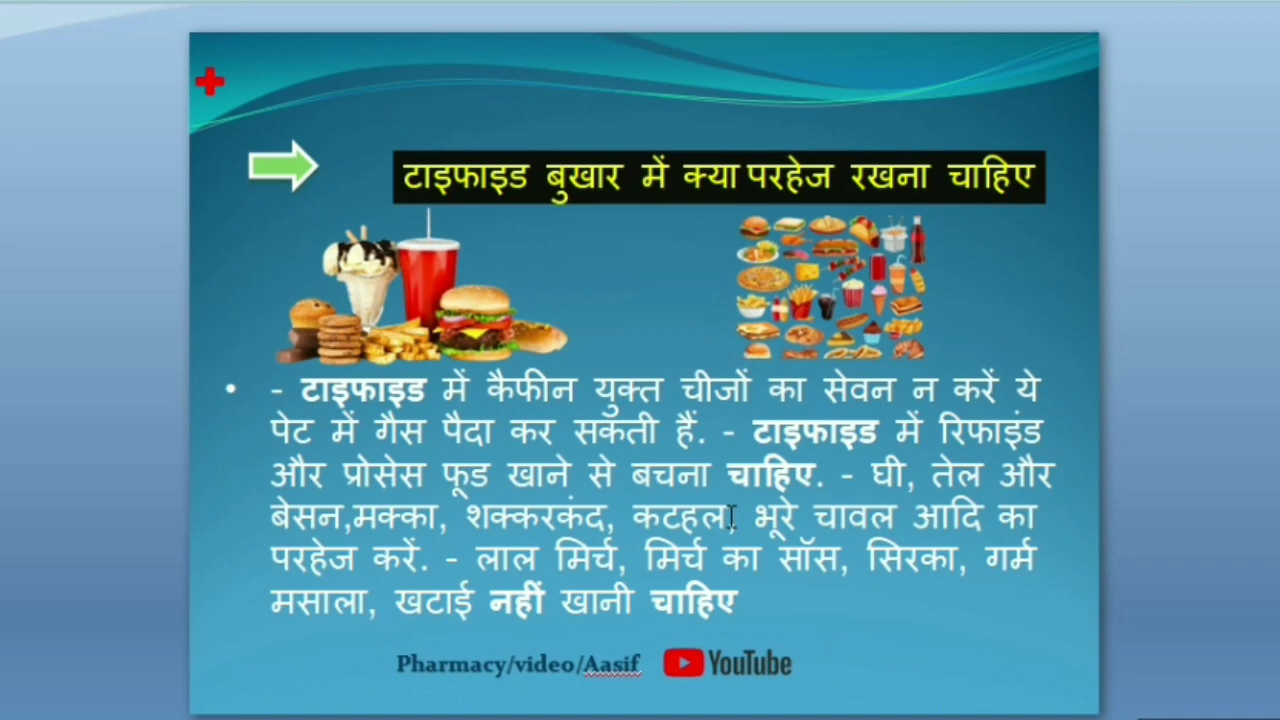 टाइफाइड बुखार में क्या परहेज रखना चाहिए
• - टाइफाइड में कैफीन युक्त चीजों का सेवन न करें ये
पेट में गैस पैदा कर सकती हैं. - टाइफाइड में रिफाइंड
और प्रोसेस फूड खाने से बचना चाहिए. - घी, तेल और
बेसन,मक्का, शक्करकंद, कटहल, भूरे चावल आदि का
परहेज करें. - लाल मिर्च, मिर्च का सॉस, सिरका, गर्म
मसाला, खटाई नहीं खानी चाहिए
Pharmacy/video/Aasif YouTube